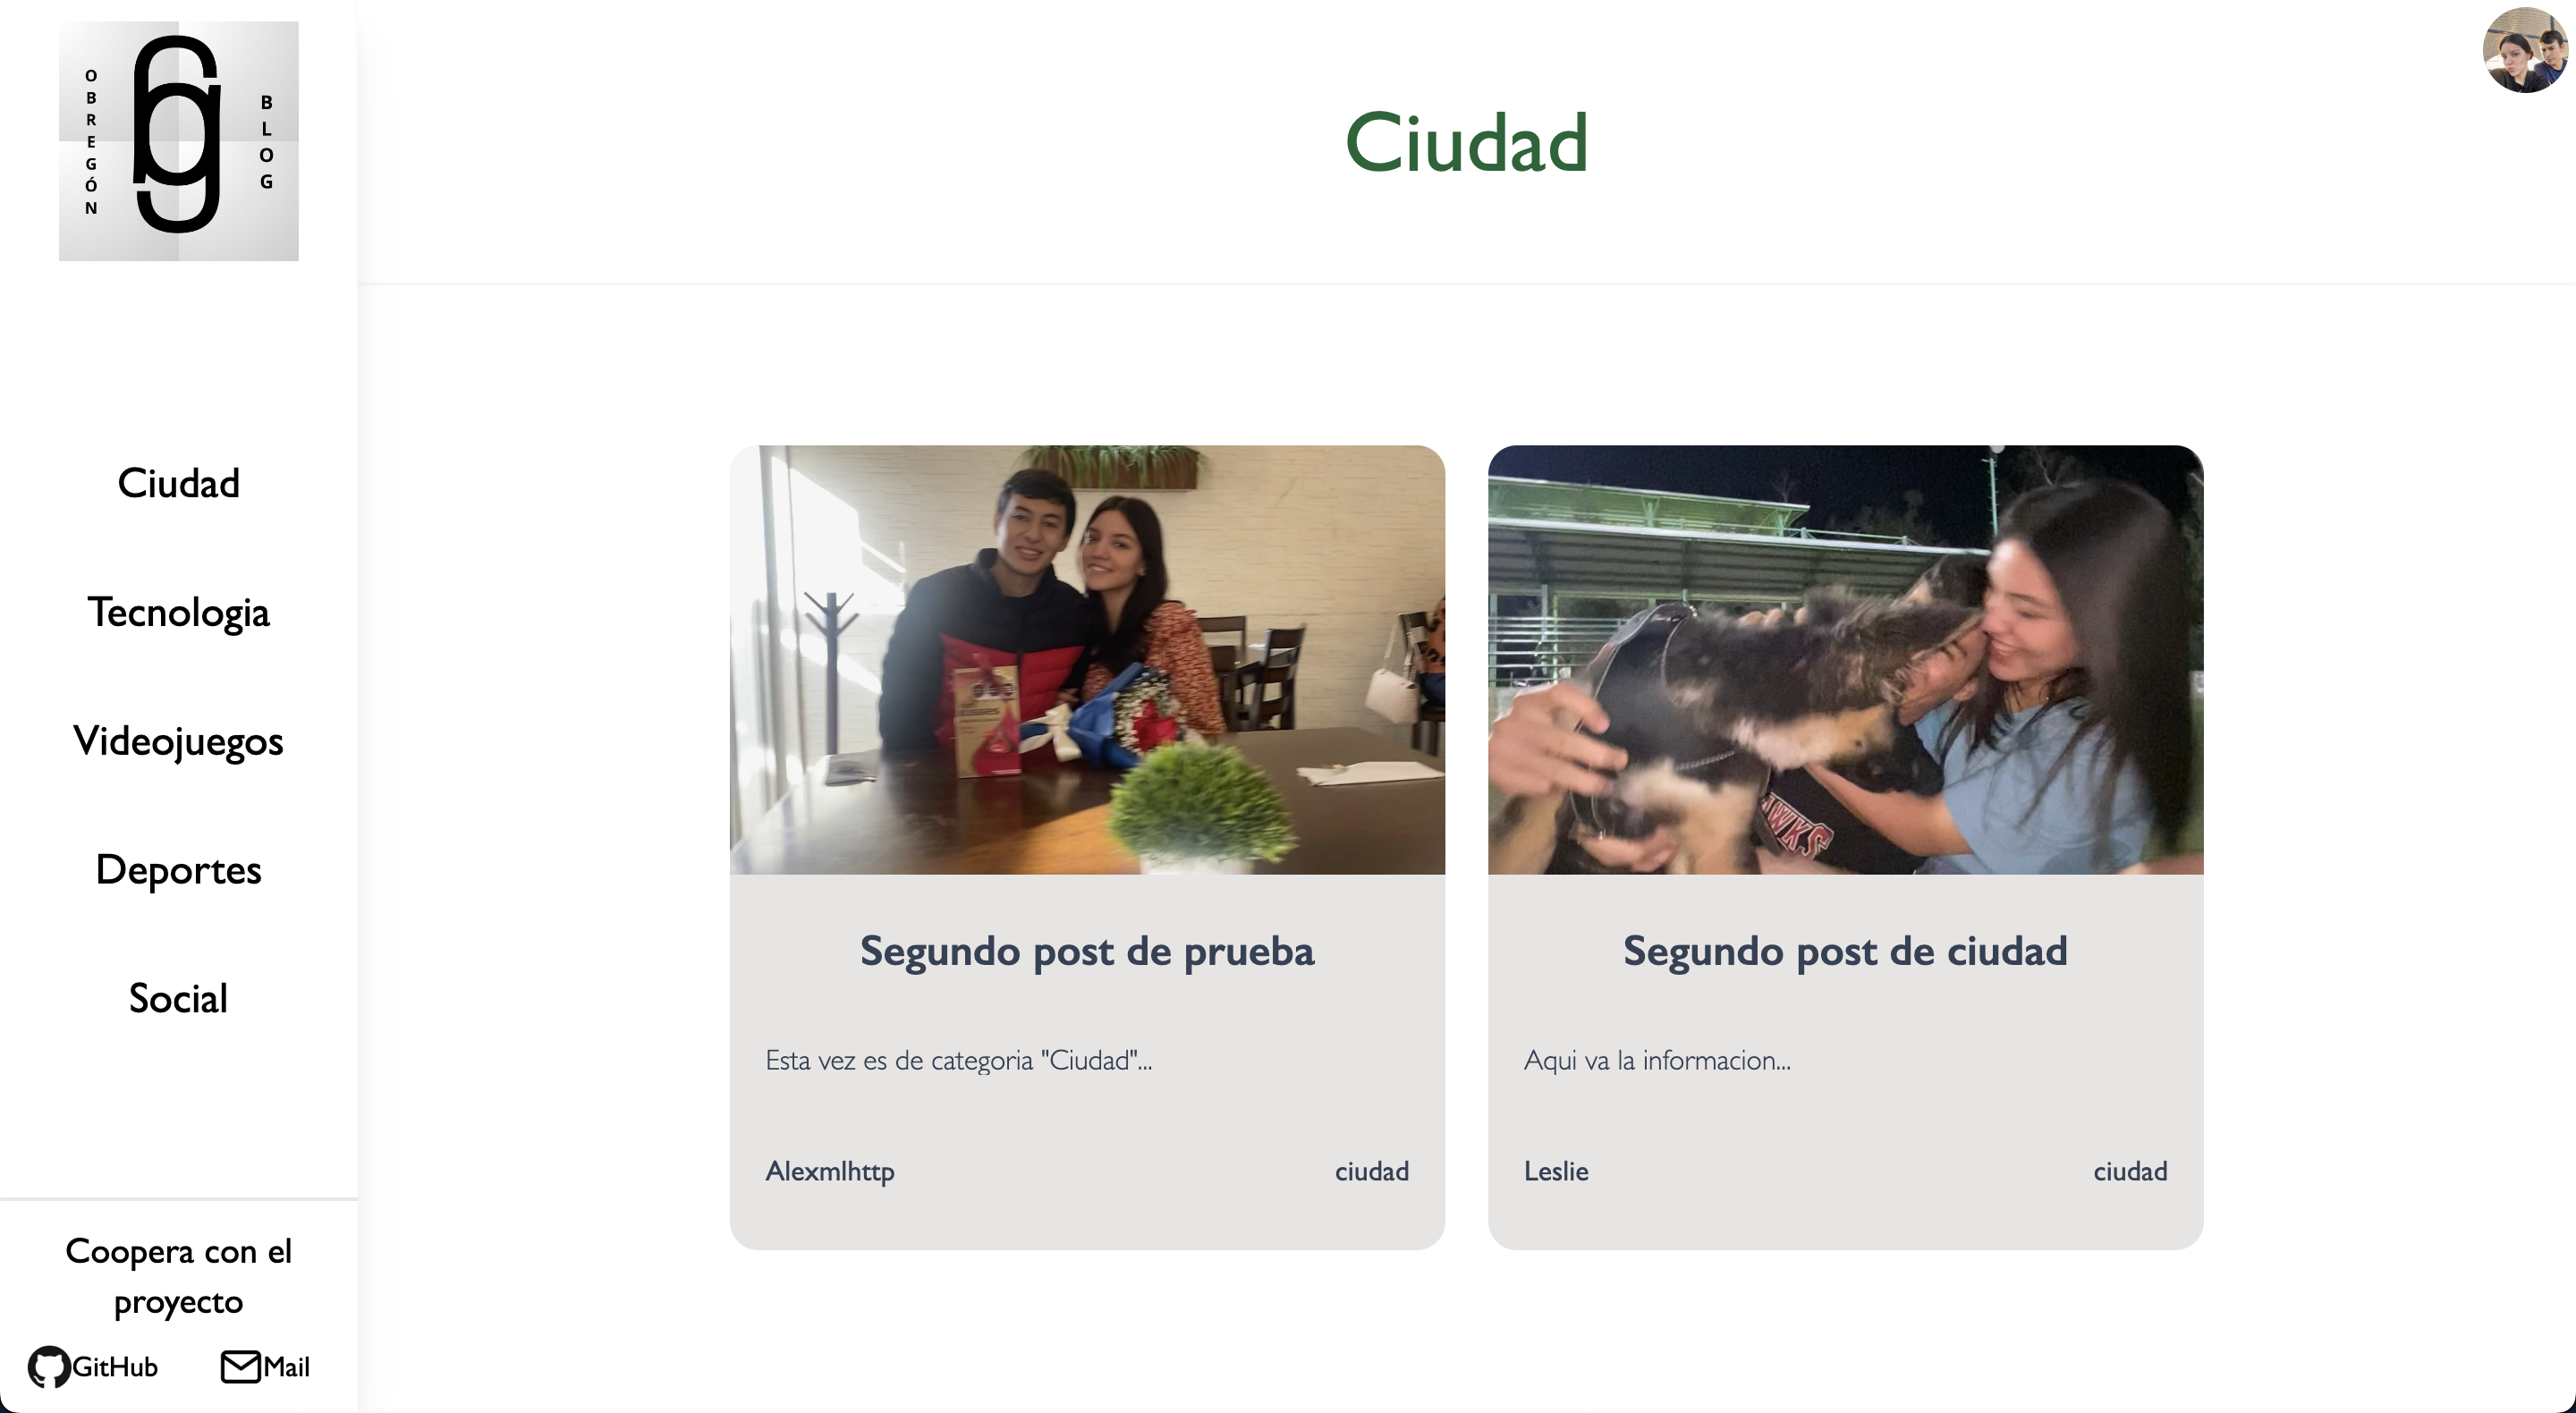 OBREGÓN
BLOG
Ciudad
Ciudad
Tecnologia
Videojuegos
Deportes
Social
Coopera con el
proyecto
GitHub
Mail
Segundo post de prueba
Esta vez es de categoria "Ciudad"...
Alexmlhttp
ciudad
Segundo post de ciudad
Aqui va la informacion...
Leslie
ciudad